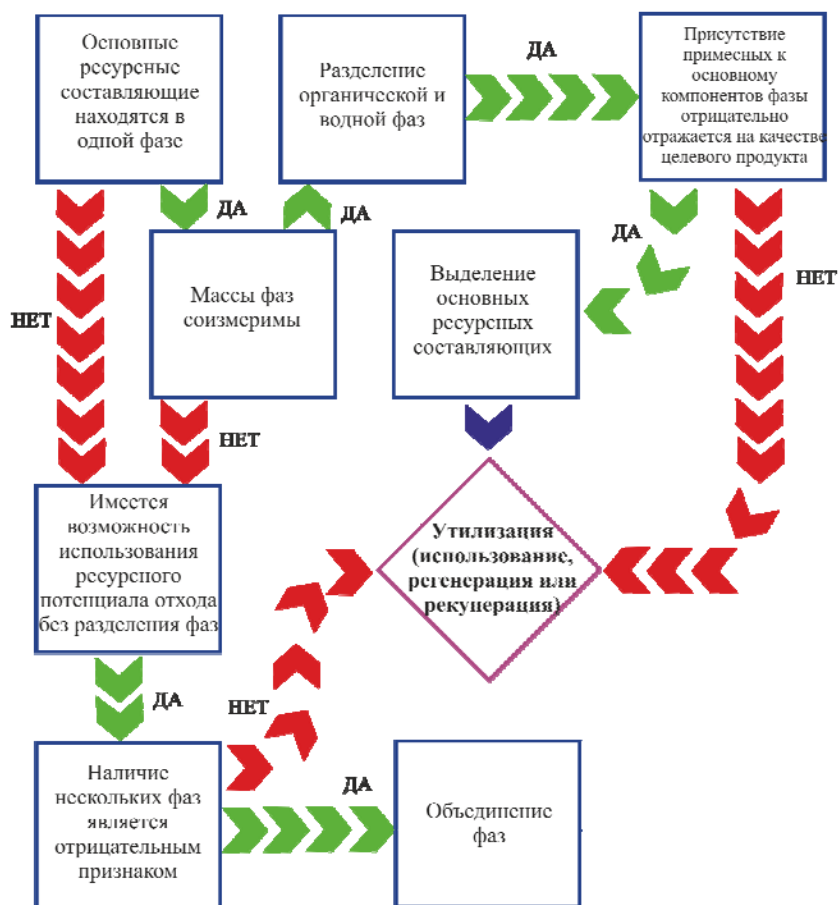 Основные
ресурсные
составляющие
находятся в
одной фазе
Разделение
органической и
водной фаз
ДА
Присутствие
примесных к
основному
компонентов фазы
отрицательно
отражается на качестве
целевого продукта
ДА
ДА
ДА
НЕТ
НЕТ
Массы фаз
соизмеримы
Выделение
основных
ресурсных
составляющих
НЕТ
Имеется
возможность
использования
ресурсного
потенциала отхода
без разделения фаз
Утилизация
(использование,
регенерация или
рекуперация)
ДА
НЕТ
Наличие
нескольких фаз
является
отрицательным
признаком
ДА
Объединение
фаз